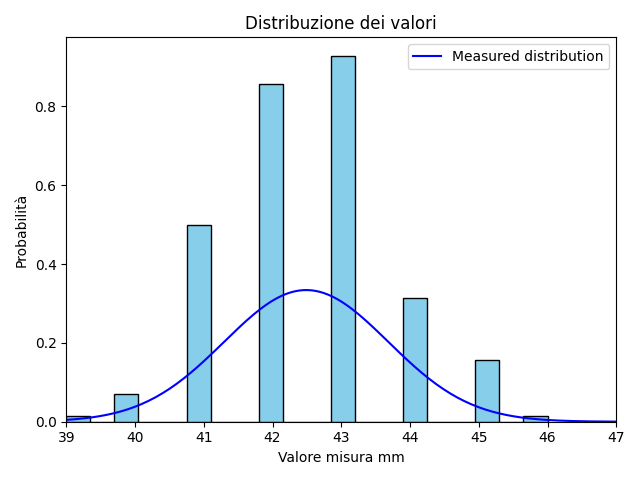 Distribuzione dei valori
Measured distribution
Probabilità
0.8
0.6
0.4
0.2
0.0
39 40 41 42 43 44 45 46 47
Valore misura mm